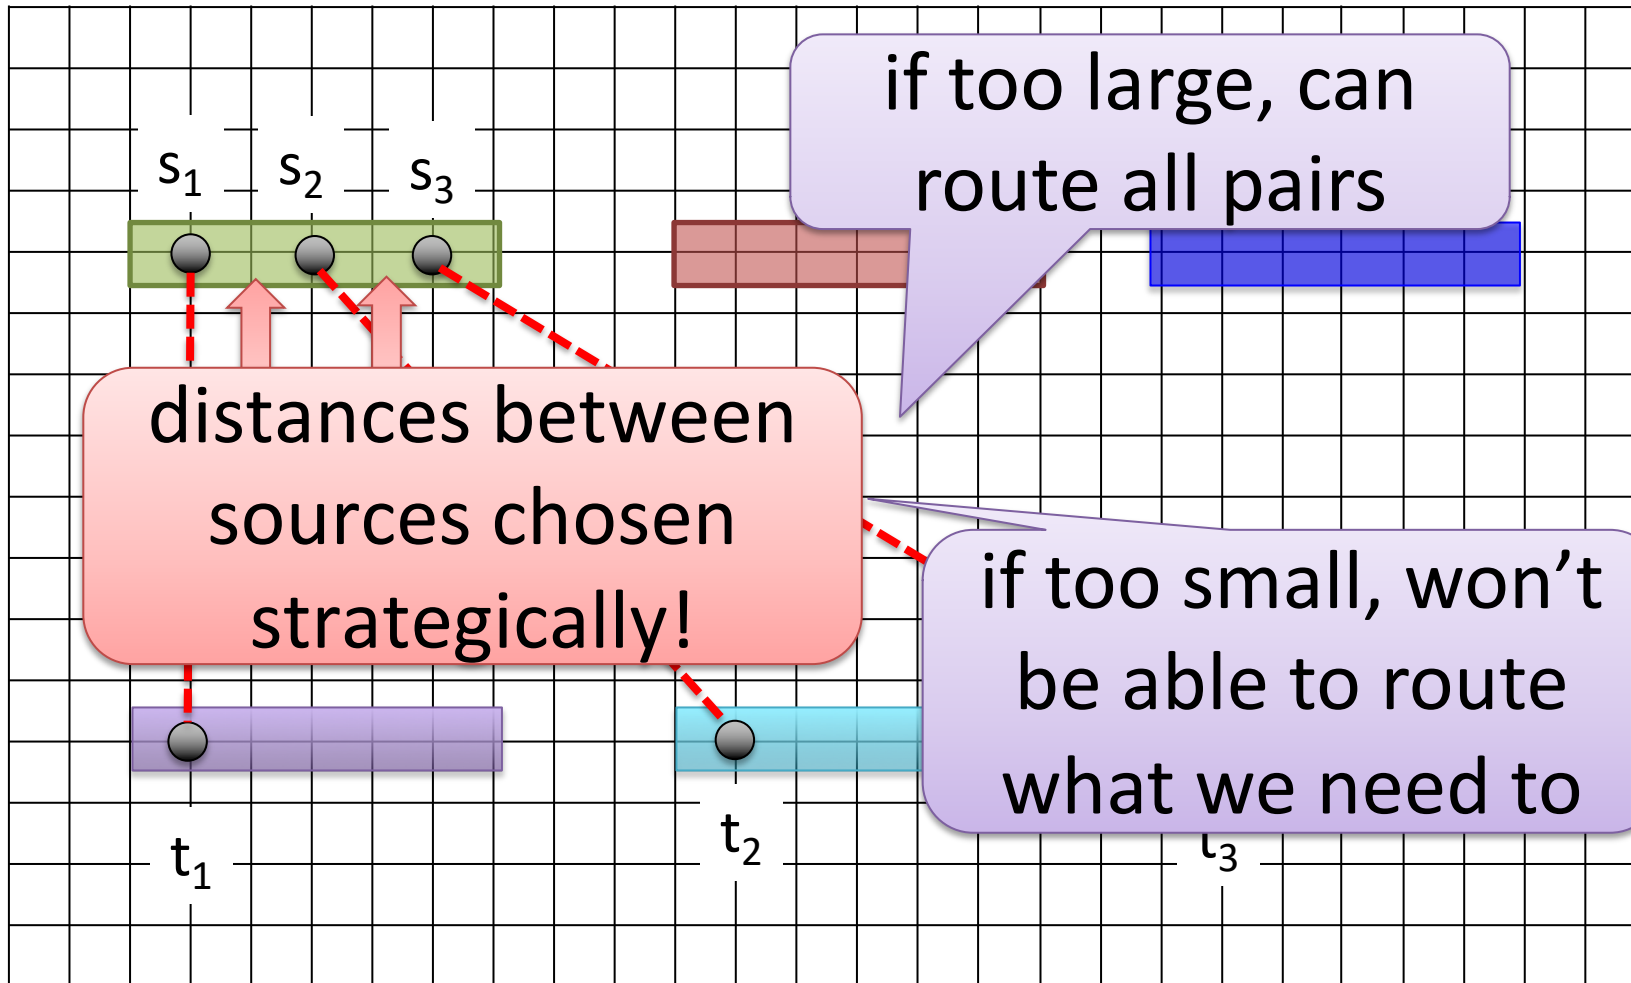 if too large, can
route all pairs
s₁ s₂ s₃
distances between
sources chosen
strategically!
if too small, won’t
be able to route
what we need to
t₁ t₂ t₃